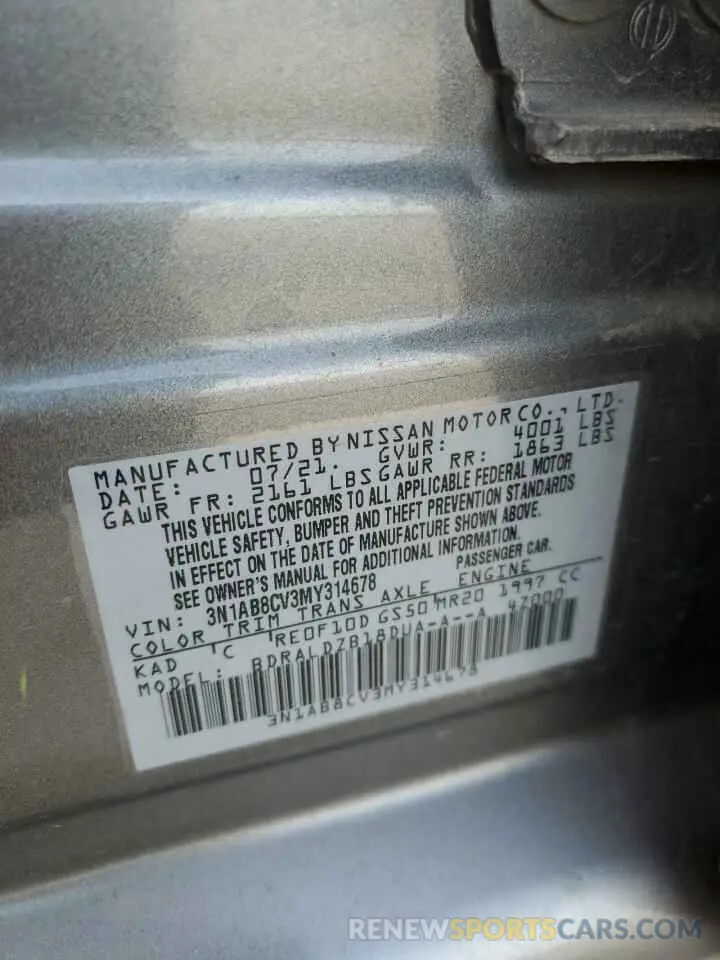 MANUFACTURED BY NISSAN MOTOR CO., LTD.
DATE: 07/21. GVWR: 4001 LBS
GAWR FR: 2161 LBS GAWR RR: 1863 LBS
THIS VEHICLE CONFORMS TO ALL APPLICABLE FEDERAL MOTOR
VEHICLE SAFETY, BUMPER AND THEFT PREVENTION STANDARDS
IN EFFECT ON THE DATE OF MANUFACTURE SHOWN ABOVE.
SEE OWNER'S MANUAL FOR ADDITIONAL INFORMATION.
VIN: 3N1AB8CV3MY314678 PASSENGER CAR.
COLOR TRIM TRANS AXLE ENGINE
KAD C RE0F10D GS50 MR20 1997 CC
MODEL: BDRALDZB18DUA-A--A 4Z000
3N1AB8CV3MY314678
RENEWSPORTSCARS.COM